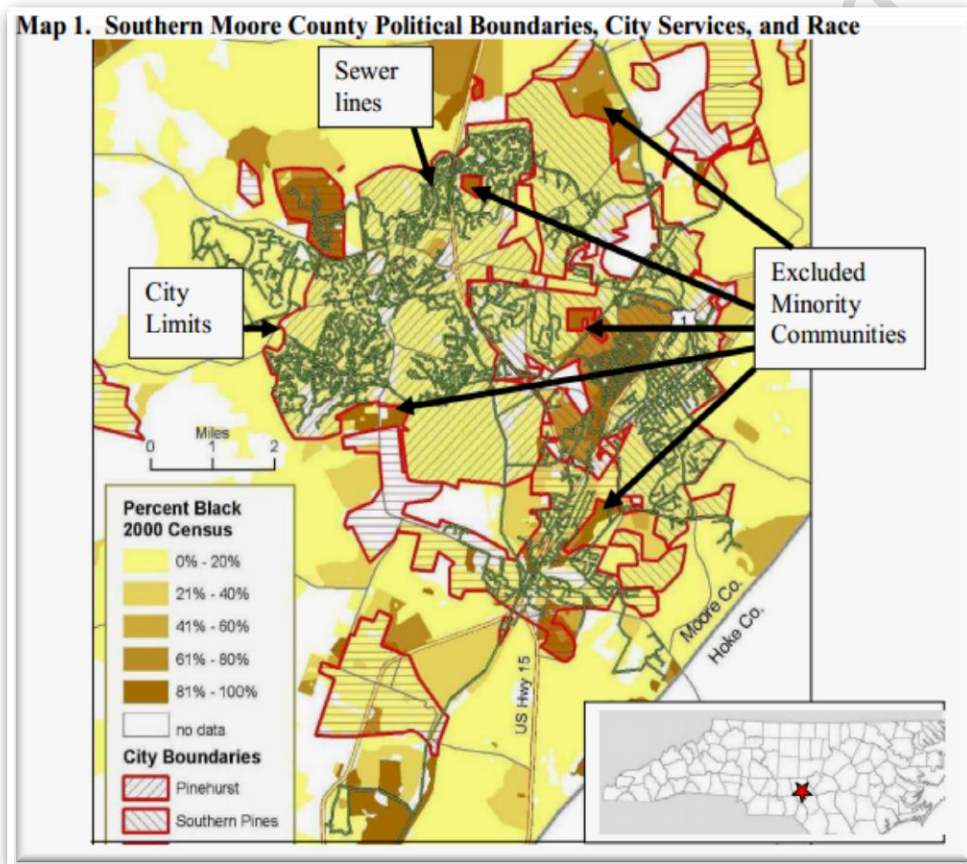 Map 1. Southern Moore County Political Boundaries, City Services, and Race
Sewer
lines
City
Limits
Excluded
Minority
Communities
1
Miles
0 1 2
Percent Black
2000 Census
0% - 20%
21% - 40%
41% - 60%
61% - 80%
81% - 100%
no data
City Boundaries
Pinehurst
Southern Pines
US Hwy 15
Moore Co.
Hoke Co.